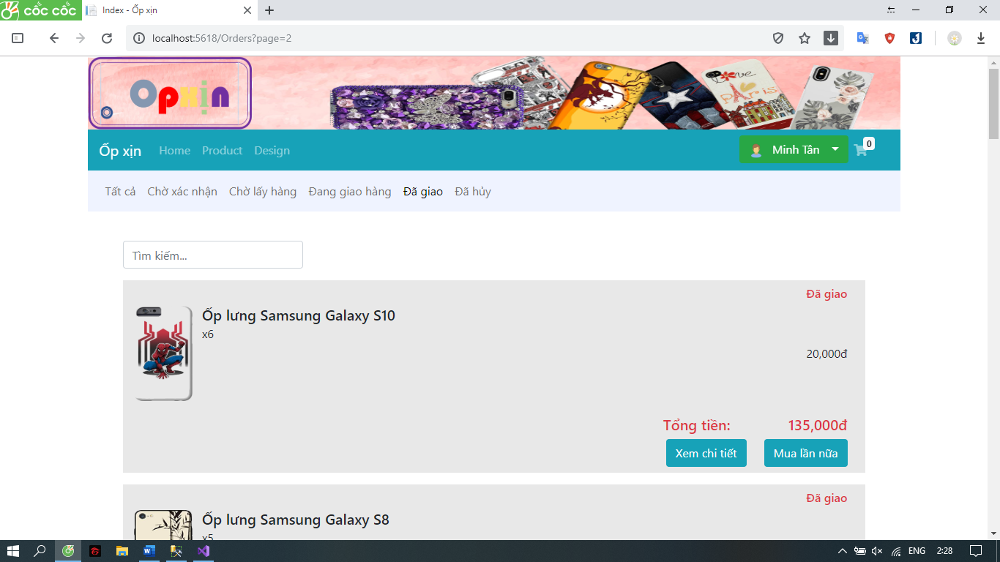 cốc cốc
Index - Ốp xịn
localhost:5618/Orders?page=2
Opxịn
love
PARIS
Ốp xịn Home Product Design Minh Tân 0
Tất cả Chờ xác nhận Chờ lấy hàng Đang giao hàng Đã giao Đã hủy
Tìm kiếm...
Đã giao
Ốp lưng Samsung Galaxy S10
x6
20,000đ
Tổng tiền: 135,000đ
Xem chi tiết Mua lần nữa
Đã giao
Ốp lưng Samsung Galaxy S8
x5
ENG 2:28